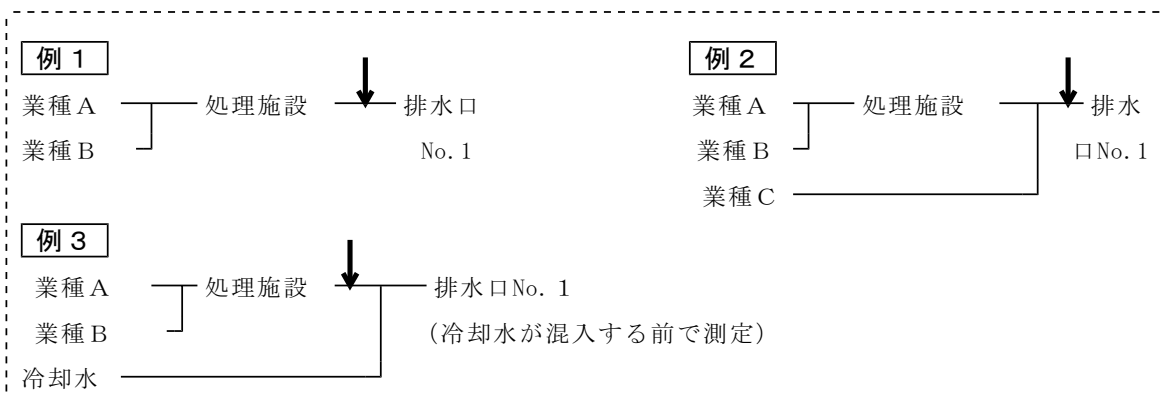 例１
業種Ａ 処理施設 排水口
業種Ｂ No.1
例２
業種Ａ 処理施設 排水
業種Ｂ 口No.1
業種Ｃ
例３
業種Ａ 処理施設 排水口No. 1
業種Ｂ （冷却水が混入する前で測定）
冷却水